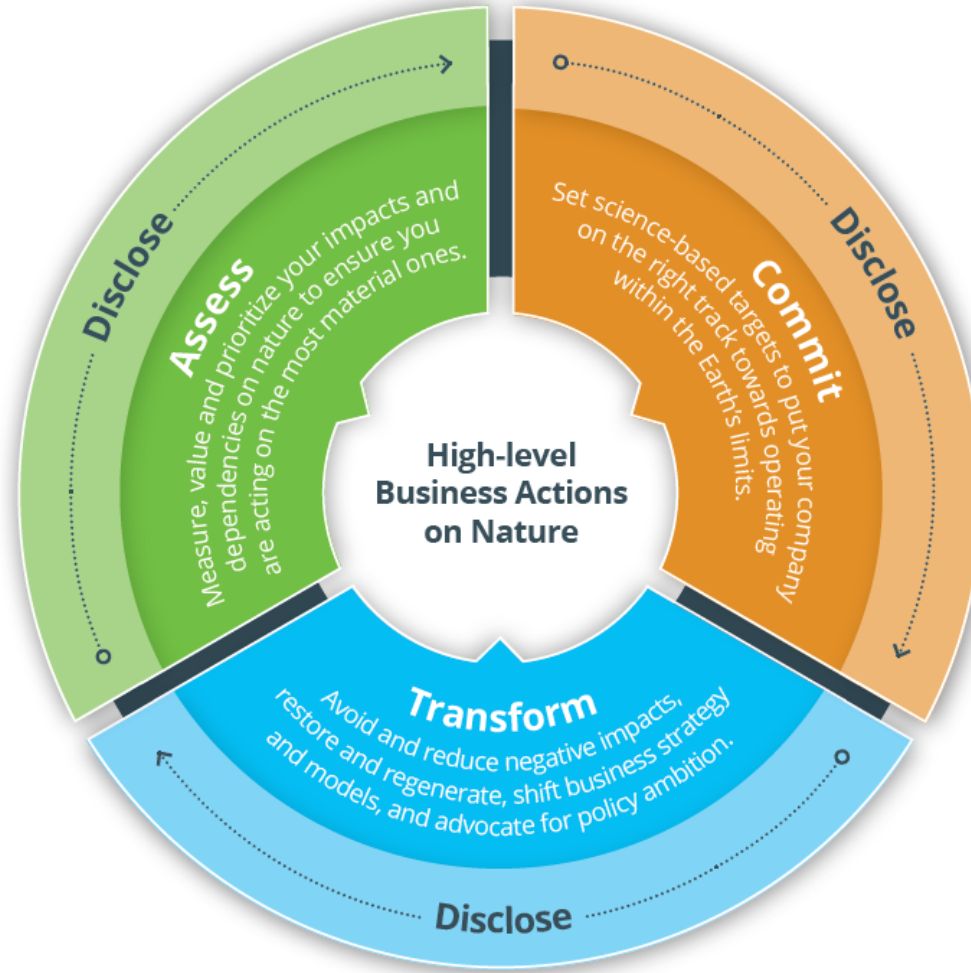 Disclose
Assess
Measure, value and prioritize your impacts and
dependencies on nature to ensure you
are acting on the most material ones.
Disclose
Commit
Set science-based targets to put your company
on the right track towards operating
within the Earth's limits.
High-level
Business Actions
on Nature
Transform
Avoid and reduce negative impacts,
restore and regenerate, shift business strategy
and models, and advocate for policy ambition.
Disclose